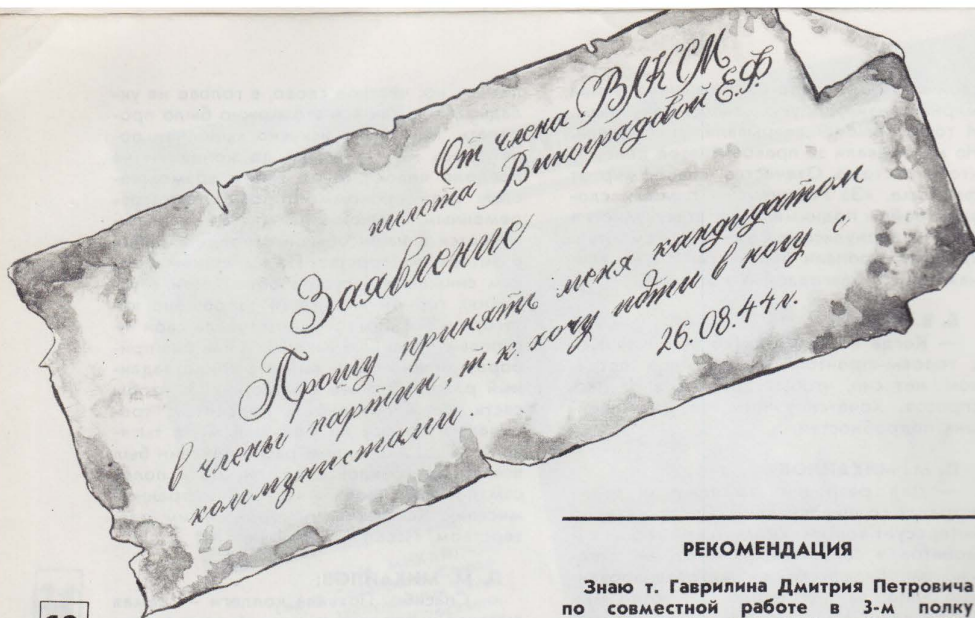 От члена ВЛКСМ
пилота Виноградовой Е.Ф.
Заявление
Прошу принять меня кандидатом
в члены партии, т.к. хочу идти в ногу с
коммунистами.
26.08.44г.
РЕКОМЕНДАЦИЯ
Знаю т. Гаврилина Дмитрия Петровича
по совместной работе в 3-м полку